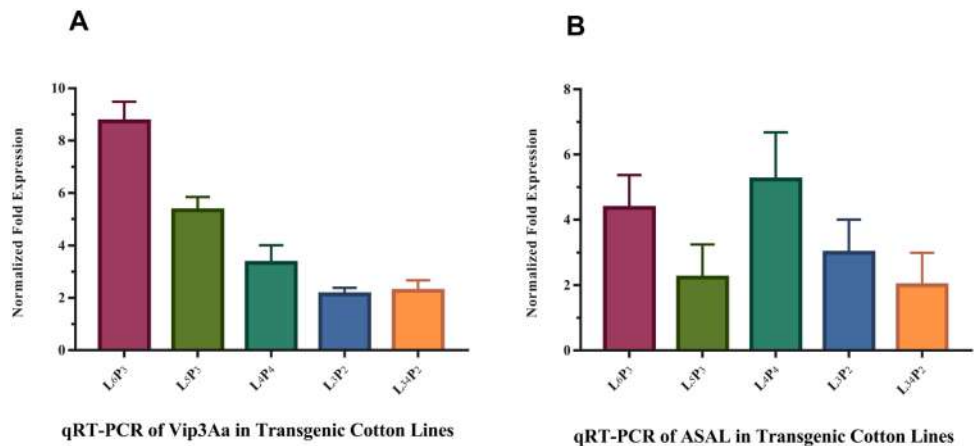 A
Normalized Fold Expression
10
8
6
4
2
0
L6P3
L5P3
L4P4
L3P2
L34P2
qRT-PCR of Vip3Aa in Transgenic Cotton Lines
B
Normalized Fold Expression
8
6
4
2
0
L6P3
L5P3
L4P4
L3P2
L34P2
qRT-PCR of ASAL in Transgenic Cotton Lines